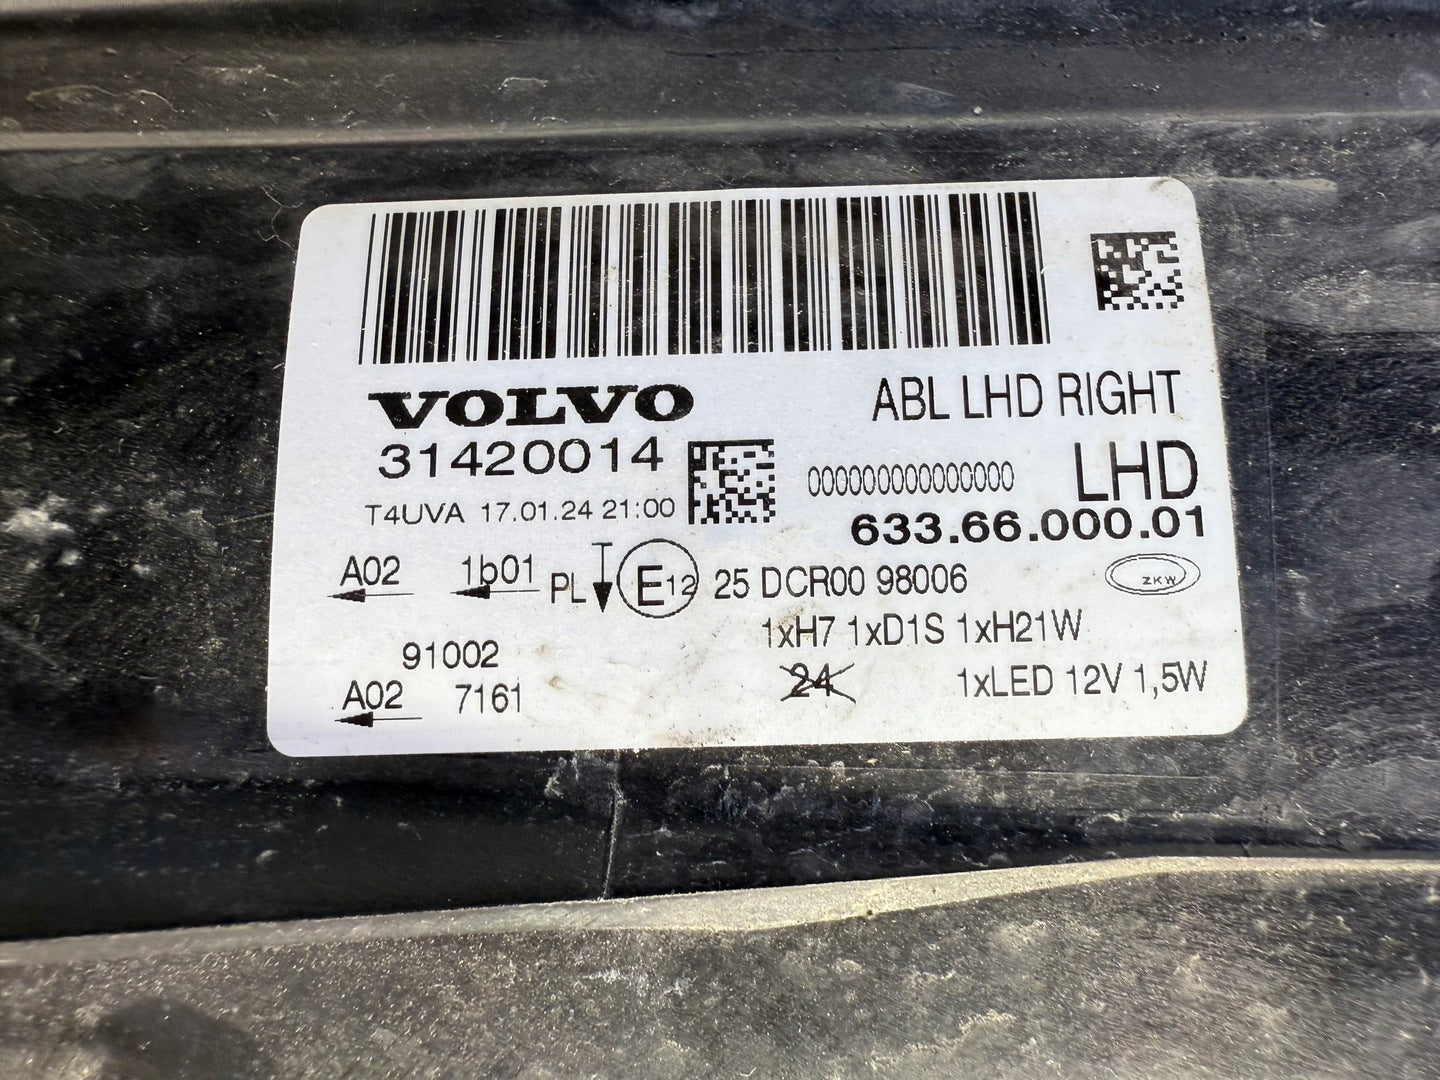 VOLVO
ABL LHD RIGHT
31420014
000000000000000
LHD
T4UVA 17.01.24 21:00
633.66.000.01
A02
1b01
PL
E12
25 DCR00 98006
ZKW
1xH7 1xD1S 1xH21W
91002
24
1xLED 12V 1,5W
A02
7161